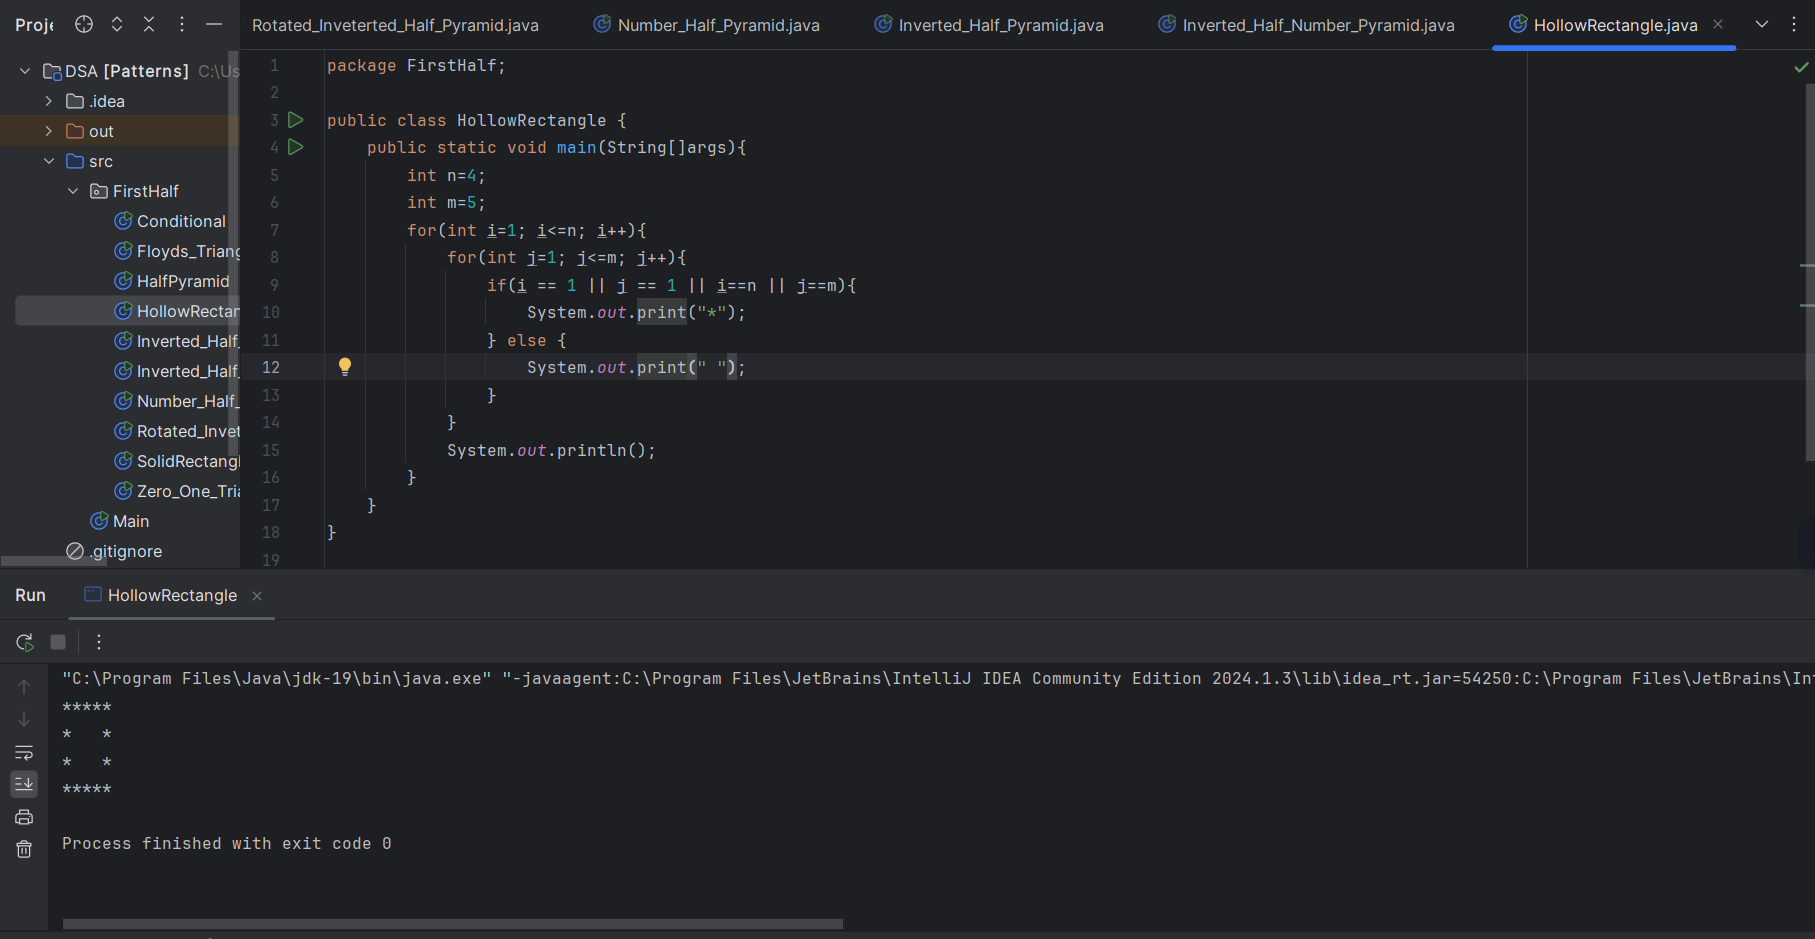 Proje
Rotated_Inveterted_Half_Pyramid.java Number_Half_Pyramid.java Inverted_Half_Pyramid.java Inverted_Half_Number_Pyramid.java HollowRectangle.java
DSA [Patterns] C:\Us
.idea
out
src
FirstHalf
Conditional
Floyds_Triang
HalfPyramid
HollowRectan
Inverted_Half_
Inverted_Half_
Number_Half_
Rotated_Invet
SolidRectangl
Zero_One_Tria
Main
.gitignore
1 package FirstHalf;
2
3 public class HollowRectangle {
4     public static void main(String[]args){
5         int n=4;
6         int m=5;
7         for(int i=1; i<=n; i++){
8             for(int j=1; j<=m; j++){
9                 if(i == 1 || j == 1 || i==n || j==m){
10                     System.out.print("*");
11                 } else {
12                     System.out.print(" ");
13                 }
14             }
15             System.out.println();
16         }
17     }
18 }
19
Run HollowRectangle
"C:\Program Files\Java\jdk-19\bin\java.exe" "-javaagent:C:\Program Files\JetBrains\IntelliJ IDEA Community Edition 2024.1.3\lib\idea_rt.jar=54250:C:\Program Files\JetBrains\Int
*****
*   *
*   *
*****
Process finished with exit code 0